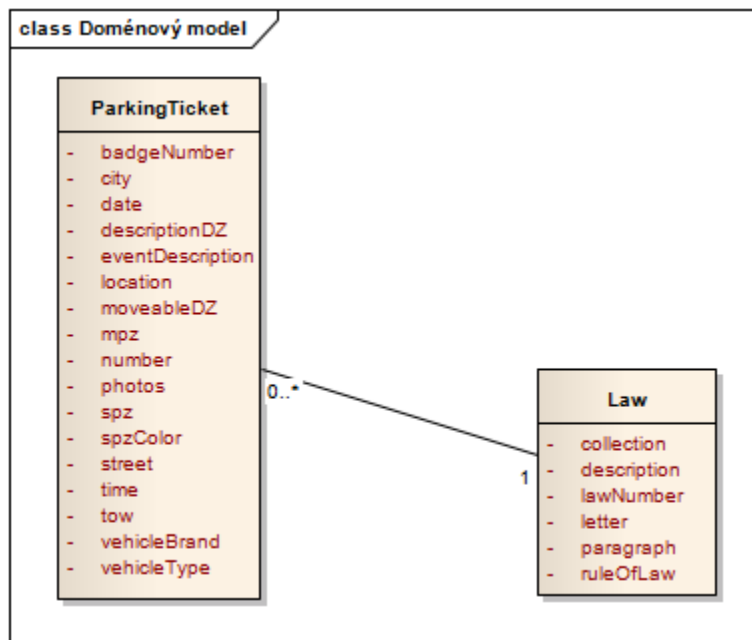 class Doménový model
ParkingTicket
- badgeNumber
- city
- date
- descriptionDZ
- eventDescription
- location
- moveableDZ
- mpz
- number
- photos
- spz
- spzColor
- street
- time
- tow
- vehicleBrand
- vehicleType
0..*
1
Law
- collection
- description
- lawNumber
- letter
- paragraph
- ruleOfLaw